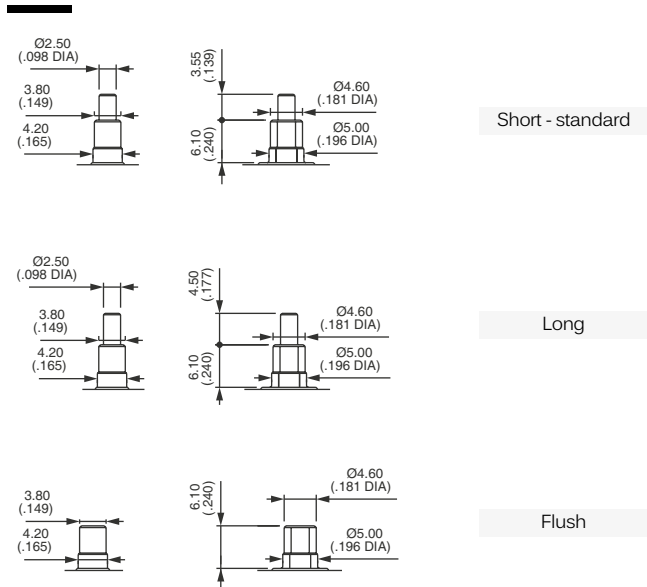 Ø2.50
(.098 DIA)
3.80
(.149)
4.20
(.165)
3.55
(.139)
6.10
(.240)
Ø4.60
(.181 DIA)
Ø5.00
(.196 DIA)
Short - standard
Ø2.50
(.098 DIA)
3.80
(.149)
4.20
(.165)
4.50
(.177)
6.10
(.240)
Ø4.60
(.181 DIA)
Ø5.00
(.196 DIA)
Long
3.80
(.149)
4.20
(.165)
6.10
(.240)
Ø4.60
(.181 DIA)
Ø5.00
(.196 DIA)
Flush